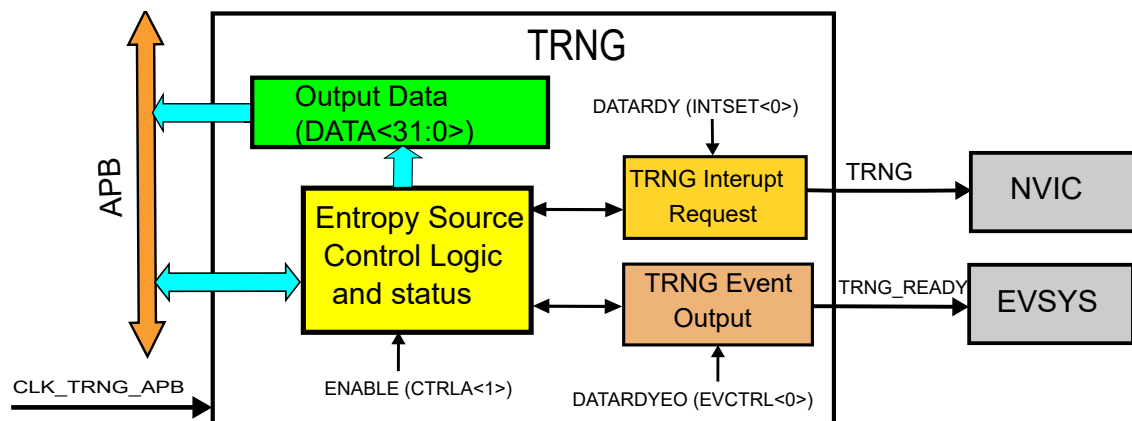 TRNG
Output Data
(DATA<31:0>)
DATARDY (INTSET<0>)
APB
TRNG Interupt
Request
TRNG
NVIC
Entropy Source
Control Logic
and status
TRNG Event
Output
TRNG_READY
EVSYS
CLK_TRNG_APB
ENABLE (CTRLA<1>)
DATARDYEO (EVCTRL<0>)